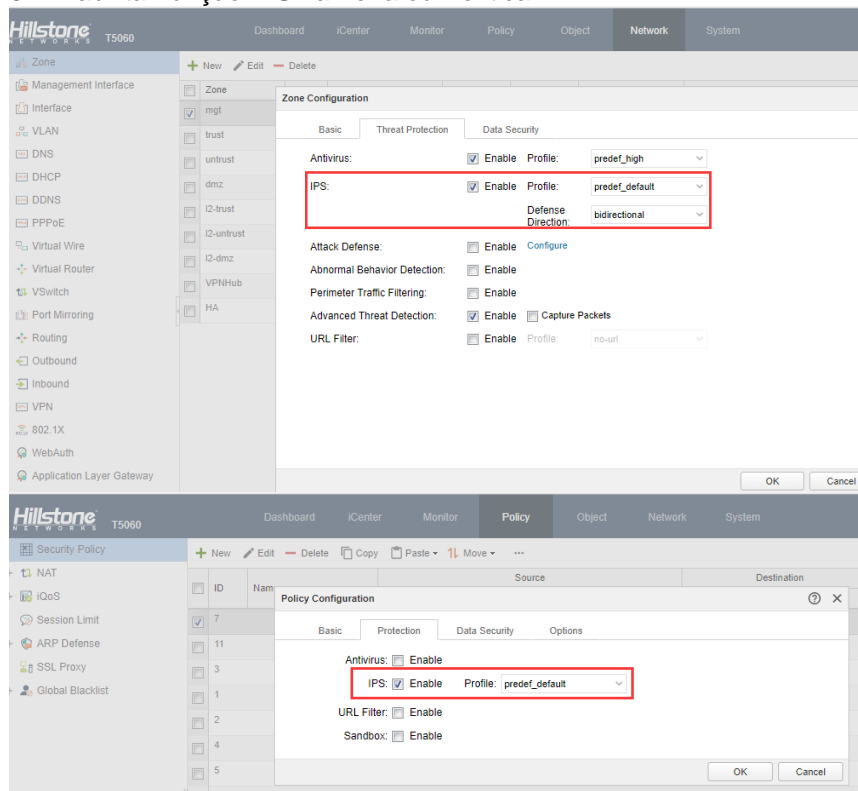 Hillstone
NETWORKS T5060 Dashboard iCenter Monitor Policy Object Network System
Zone
Management Interface
Interface
VLAN
DNS
DHCP
DDNS
PPPoE
Virtual Wire
Virtual Router
VSwitch
Port Mirroring
Routing
Outbound
Inbound
VPN
802.1X
WebAuth
Application Layer Gateway
New Edit Delete
Zone
mgt
trust
untrust
dmz
l2-trust
l2-untrust
l2-dmz
VPNHub
HA
Zone Configuration
Basic Threat Protection Data Security
Antivirus: Enable Profile: predef_high
IPS: Enable Profile: predef_default
Defense Direction: bidirectional
Attack Defense: Enable Configure
Abnormal Behavior Detection: Enable
Perimeter Traffic Filtering: Enable
Advanced Threat Detection: Enable Capture Packets
URL Filter: Enable Profile: no-url
OK Cancel
Hillstone
NETWORKS T5060 Dashboard iCenter Monitor Policy Object Network System
Security Policy
NAT
iQoS
Session Limit
ARP Defense
SSL Proxy
Global Blacklist
New Edit Delete Copy Paste Move ...
Source Destination
ID Nam
7
11
3
1
2
4
5
Policy Configuration
Basic Protection Data Security Options
Antivirus: Enable
IPS: Enable Profile: predef_default
URL Filter: Enable
Sandbox: Enable
OK Cancel